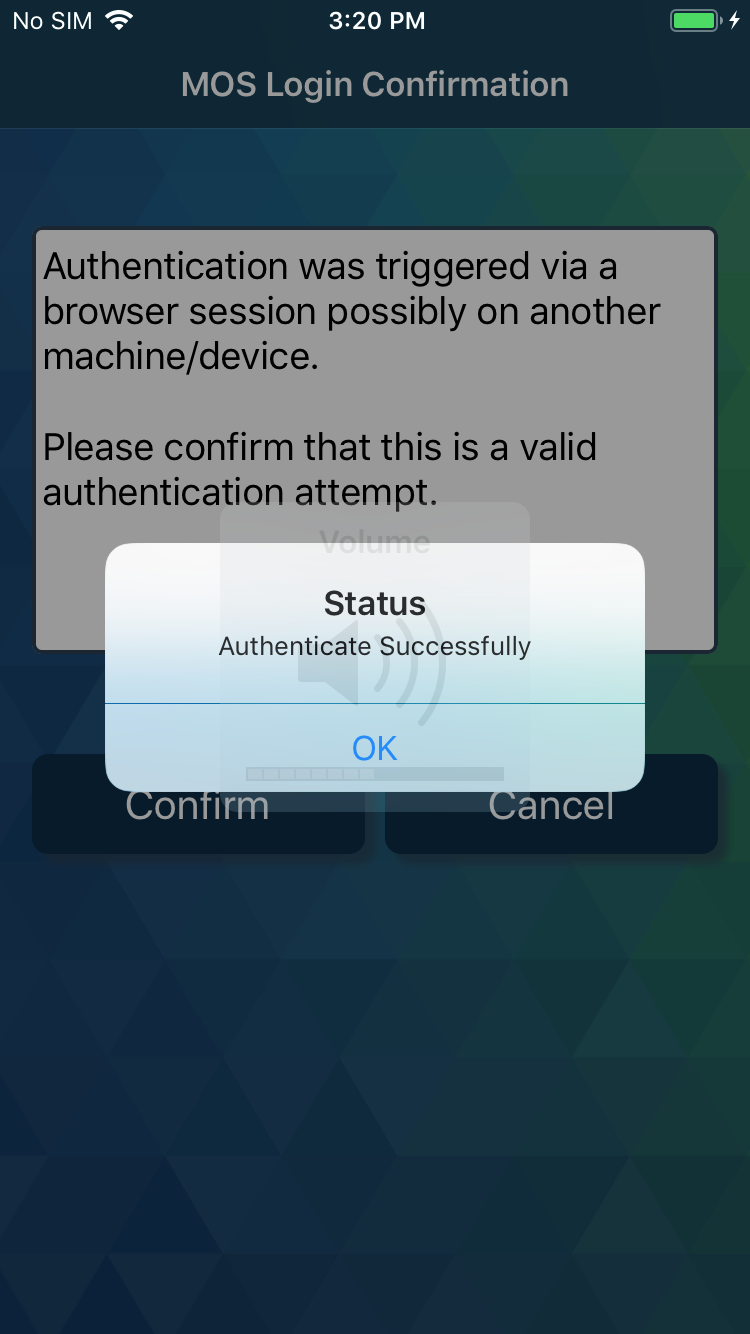 No SIM 3:20 PM
MOS Login Confirmation
Authentication was triggered via a
browser session possibly on another
machine/device.
Please confirm that this is a valid
authentication attempt.
Volume
Status
Authenticate Successfully
OK
Confirm Cancel